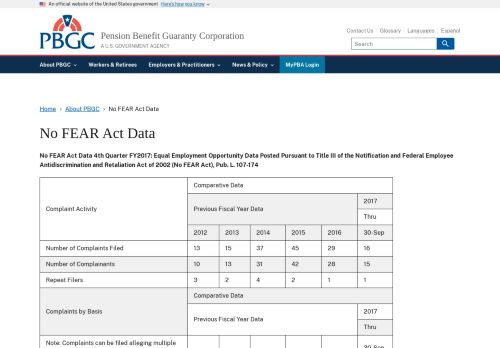 An official website of the United States government Here's how you know
PBGC
Pension Benefit Guaranty Corporation
A U.S. GOVERNMENT AGENCY
Contact Us Glossary Languages Español
Search
About PBGC Workers & Retirees Employers & Practitioners News & Policy MyPBA Login
Home › About PBGC › No FEAR Act Data
No FEAR Act Data
No FEAR Act Data 4th Quarter FY2017: Equal Employment Opportunity Data Posted Pursuant to Title III of the Notification and Federal Employee
Antidiscrimination and Retaliation Act of 2002 (No FEAR Act), Pub. L. 107-174
Complaint Activity
Comparative Data
Previous Fiscal Year Data
2017
Thru
2012 2013 2014 2015 2016 30-Sep
Number of Complaints Filed 13 15 37 45 29 16
Number of Complainants 10 13 31 42 28 15
Repeat Filers 3 2 4 2 1 1
Complaints by Basis
Comparative Data
Previous Fiscal Year Data
2017
Thru
Note: Complaints can be filed alleging multiple
30-Sep